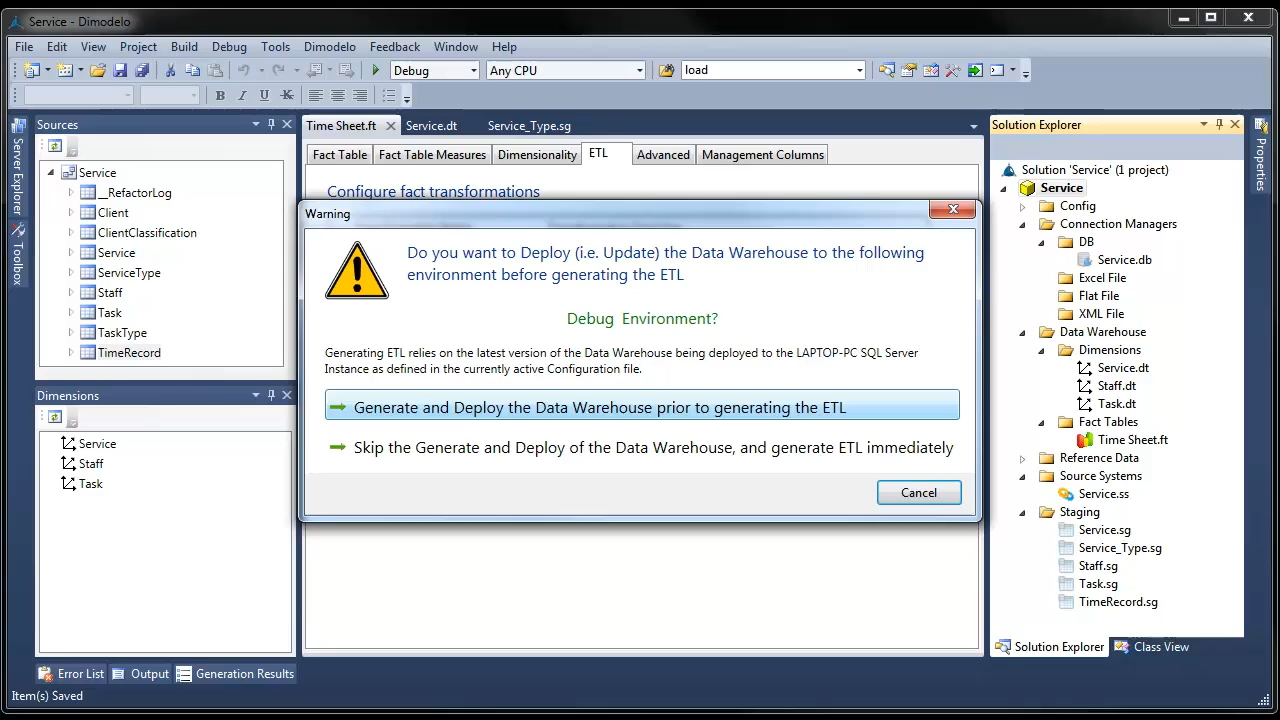 Service - Dimodelo
File Edit View Project Build Debug Tools Dimodelo Feedback Window Help
Debug Any CPU load
B I U K
Server Explorer
Toolbox
Sources
Service
__RefactorLog
Client
ClientClassification
Service
ServiceType
Staff
Task
TaskType
TimeRecord
Dimensions
Service
Staff
Task
Time Sheet.ft Service.dt Service_Type.sg
Fact Table Fact Table Measures Dimensionality ETL Advanced Management Columns
Configure fact transformations
Warning
Do you want to Deploy (i.e. Update) the Data Warehouse to the following
environment before generating the ETL
Debug Environment?
Generating ETL relies on the latest version of the Data Warehouse being deployed to the LAPTOP-PC SQL Server
Instance as defined in the currently active Configuration file.
Generate and Deploy the Data Warehouse prior to generating the ETL
Skip the Generate and Deploy of the Data Warehouse, and generate ETL immediately
Cancel
Solution Explorer
Solution 'Service' (1 project)
Service
Config
Connection Managers
DB
Service.db
Excel File
Flat File
XML File
Data Warehouse
Dimensions
Service.dt
Staff.dt
Task.dt
Fact Tables
Time Sheet.ft
Reference Data
Source Systems
Service.ss
Staging
Service.sg
Service_Type.sg
Staff.sg
Task.sg
TimeRecord.sg
Solution Explorer Class View
Properties
Error List Output Generation Results
Item(s) Saved